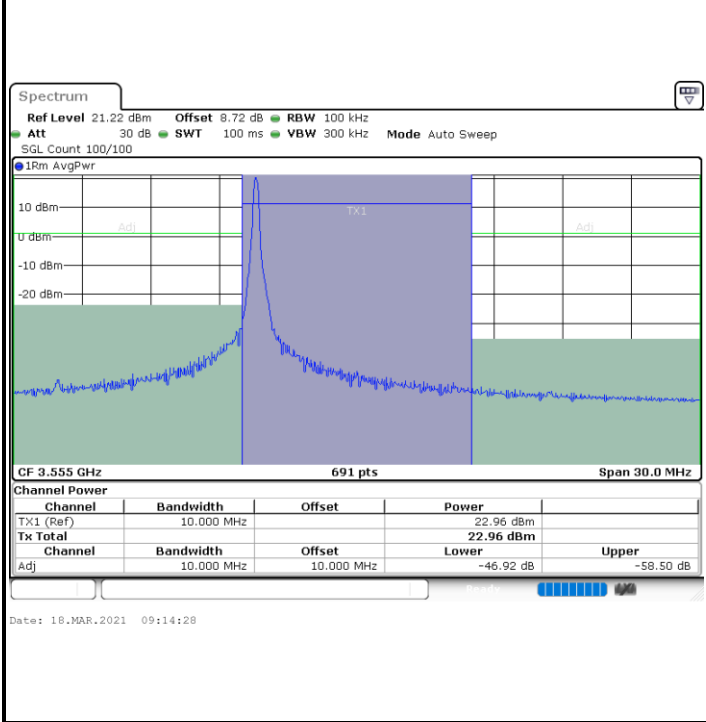 Spectrum
Ref Level 21.22 dBm Offset 8.72 dB RBW 100 kHz
Att 30 dB SWT 100 ms VBW 300 kHz Mode Auto Sweep
SGL Count 100/100
1Rm AvgPwr
10 dBm
TX1
Adj Adj
0 dBm
-10 dBm
-20 dBm
CF 3.555 GHz 691 pts Span 30.0 MHz
Channel Power
Channel Bandwidth Offset Power
TX1 (Ref) 10.000 MHz 22.96 dBm
Tx Total 22.96 dBm
Channel Bandwidth Offset Lower Upper
Adj 10.000 MHz 10.000 MHz -46.92 dB -58.50 dB
Ready
Date: 18.MAR.2021 09:14:28